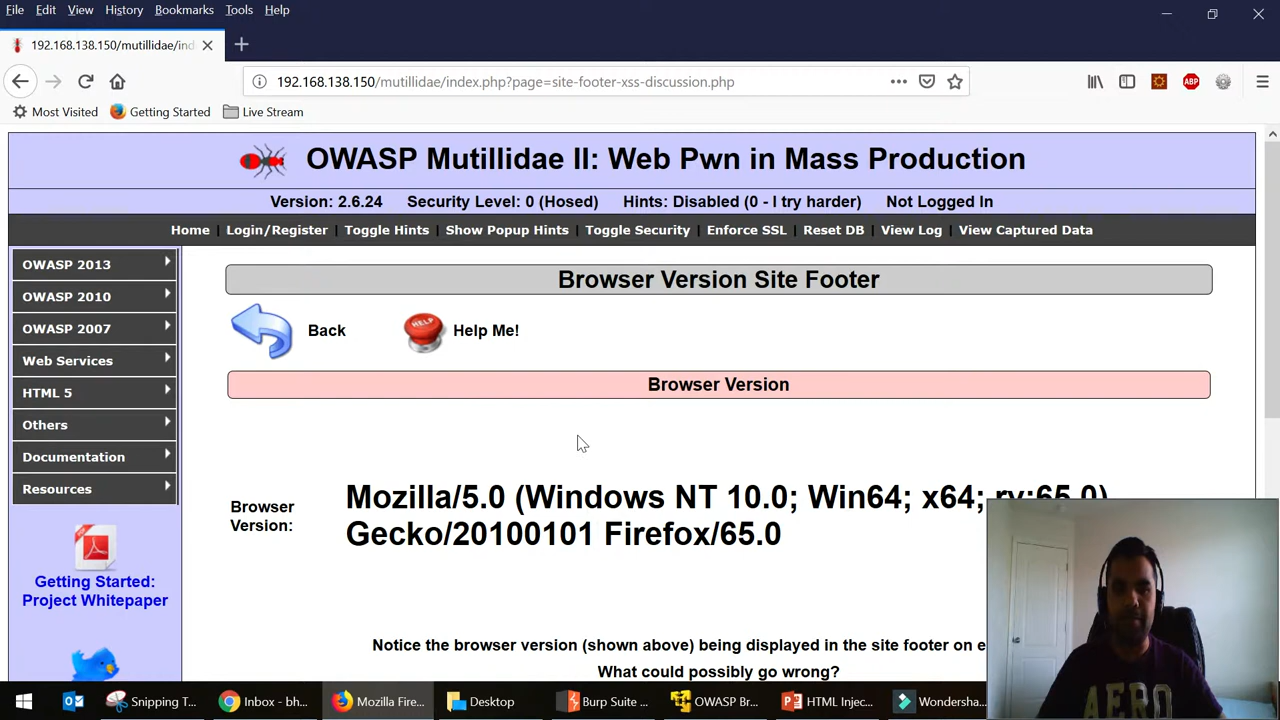 File Edit View History Bookmarks Tools Help
192.168.138.150/mutillidae/ind
192.168.138.150/mutillidae/index.php?page=site-footer-xss-discussion.php
ABP
Most Visited Getting Started Live Stream
OWASP Mutillidae II: Web Pwn in Mass Production
Version: 2.6.24 Security Level: 0 (Hosed) Hints: Disabled (0 - I try harder) Not Logged In
Home | Login/Register | Toggle Hints | Show Popup Hints | Toggle Security | Enforce SSL | Reset DB | View Log | View Captured Data
OWASP 2013
OWASP 2010
OWASP 2007
Web Services
HTML 5
Others
Documentation
Resources
Getting Started:
Project Whitepaper
Browser Version Site Footer
Back
HELP
Help Me!
Browser Version
Browser
Version:
Mozilla/5.0 (Windows NT 10.0; Win64; x64; rv:65.0)
Gecko/20100101 Firefox/65.0
Notice the browser version (shown above) being displayed in the site footer on e
What could possibly go wrong?
AERO
Snipping T... Inbox - bh... Mozilla Fire... Desktop Burp Suite ... OWASP Br... HTML Injec... Wondersha...